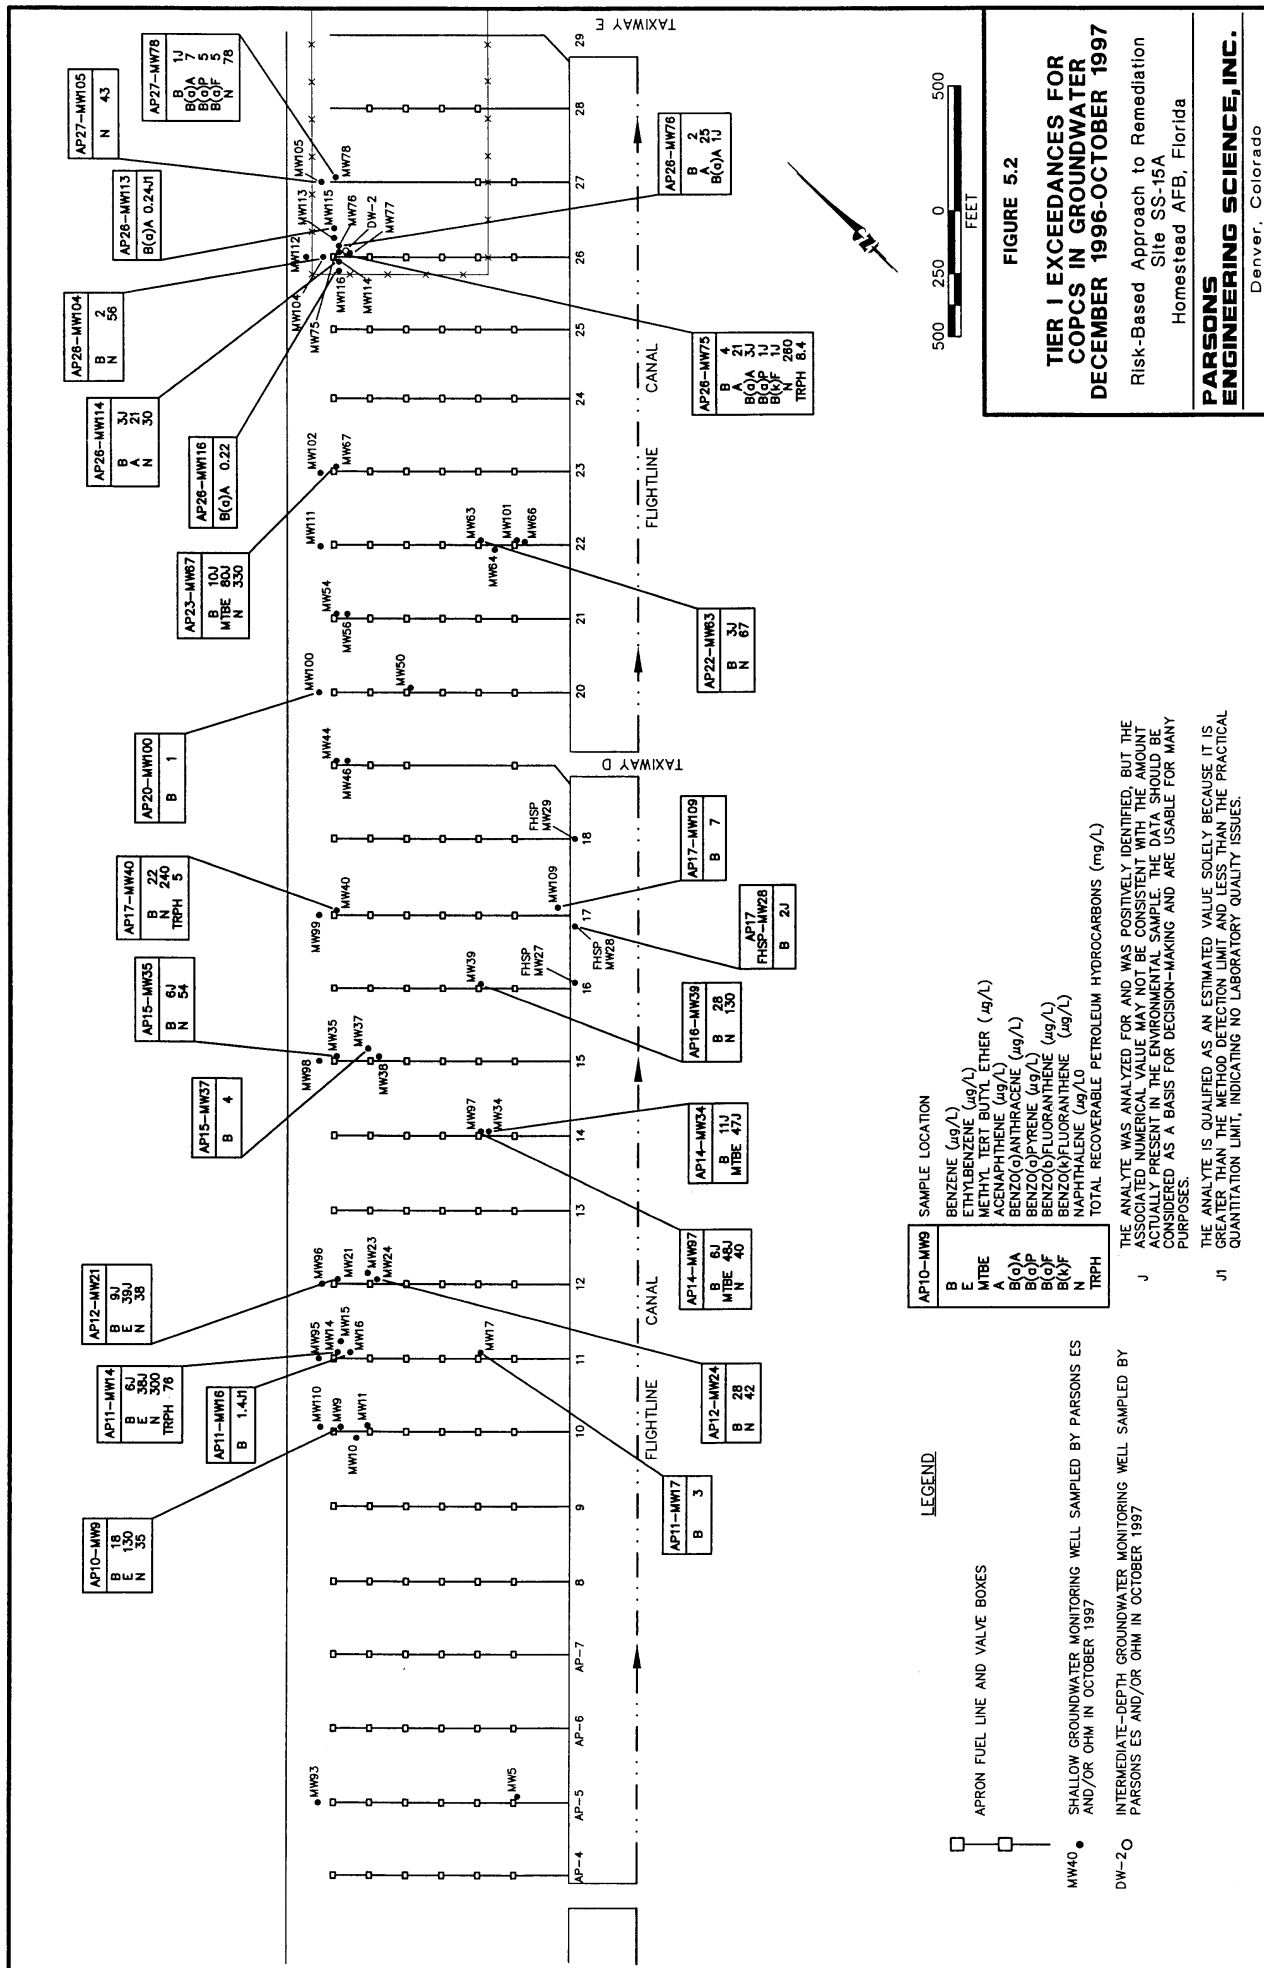 AP10-MW9
B 18
E 130
N 35
AP11-MW14
B 6J
E 38J
N 300
TRPH 76
AP11-MW16
B 1.4J1
AP12-MW21
B 9J
E 39J
N 38
AP15-MW37
B 4
AP15-MW35
B 6J
N 54
AP17-MW40
B 22
N 240
TRPH 5
AP20-MW100
B 1
AP23-MW67
B 10J
MTBE 80J
N 330
AP26-MW116
B(a)A 0.22
AP26-MW114
B 3J
A 21
N 30
AP26-MW104
B 2
N 56
AP26-MW113
B(a)A 0.24J1
AP27-MW105
N 43
AP27-MW78
B 1J
B(a)A 7
B(a)P 5
B(a)F 5
N 78
MW93
MW5
MW110
MW9
MW10
MW11
MW95
MW14
MW15
MW16
MW17
MW96
MW21
MW23
MW24
MW97
MW34
MW98
MW35
MW37
MW38
MW39
FHSP
MW27
FHSP
MW28
MW99
MW40
MW109
FHSP
MW29
MW44
MW46
MW100
MW50
MW54
MW56
MW111
MW63
MW64
MW101
MW66
MW102
MW67
MW75
MW104
MW112
MW116
MW114
MW113
MW115
MW76
DW-2
MW77
MW105
MW78
AP-4
AP-5
AP-6
AP-7
8
9
10
11
12
13
14
15
16
17
18
TAXIWAY D
20
21
22
23
24
25
26
27
28
29
TAXIWAY E
FLIGHTLINE CANAL
FLIGHTLINE CANAL
AP11-MW17
B 3
AP12-MW24
B 28
N 42
AP14-MW97
B 6J
MTBE 48J
N 40
AP14-MW34
B 11J
MTBE 47J
AP16-MW39
B 28
N 130
AP17
FHSP-MW28
B 2J
AP17-MW109
B 7
AP22-MW63
B 3J
N 67
AP26-MW75
B 4
A 21
B(a)A 3J
B(a)P 1J
B(k)F 1J
N 260
TRPH 8.4
AP26-MW76
B 2
A 25
B(a)A 1J
LEGEND
APRON FUEL LINE AND VALVE BOXES
MW40 SHALLOW GROUNDWATER MONITORING WELL SAMPLED BY PARSONS ES
AND/OR OHM IN OCTOBER 1997
DW-2 INTERMEDIATE-DEPTH GROUNDWATER MONITORING WELL SAMPLED BY
PARSONS ES AND/OR OHM IN OCTOBER 1997
AP10-MW9 SAMPLE LOCATION
B BENZENE (µg/L)
E ETHYLBENZENE (µg/L)
MTBE METHYL TERT BUTYL ETHER (µg/L)
A ACENAPHTHENE (µg/L)
B(a)A BENZO(a)ANTHRACENE (µg/L)
B(a)P BENZO(a)PYRENE (µg/L)
B(a)F BENZO(b)FLUORANTHENE (µg/L)
B(k)F BENZO(k)FLUORANTHENE (µg/L)
N NAPHTHALENE (µg/L0
TRPH TOTAL RECOVERABLE PETROLEUM HYDROCARBONS (mg/L)
J THE ANALYTE WAS ANALYZED FOR AND WAS POSITIVELY IDENTIFIED, BUT THE
ASSOCIATED NUMERICAL VALUE MAY NOT BE CONSISTENT WITH THE AMOUNT
ACTUALLY PRESENT IN THE ENVIRONMENTAL SAMPLE. THE DATA SHOULD BE
CONSIDERED AS A BASIS FOR DECISION-MAKING AND ARE USABLE FOR MANY
PURPOSES.
J1 THE ANALYTE IS QUALIFIED AS AN ESTIMATED VALUE SOLELY BECAUSE IT IS
GREATER THAN THE METHOD DETECTION LIMIT AND LESS THAN THE PRACTICAL
QUANTITATION LIMIT, INDICATING NO LABORATORY QUALITY ISSUES.
N
500 250 0 500
FEET
FIGURE 5.2
TIER I EXCEEDANCES FOR
COPCS IN GROUNDWATER
DECEMBER 1996-OCTOBER 1997
Risk-Based Approach to Remediation
Site SS-15A
Homestead AFB, Florida
PARSONS
ENGINEERING SCIENCE, INC.
Denver, Colorado